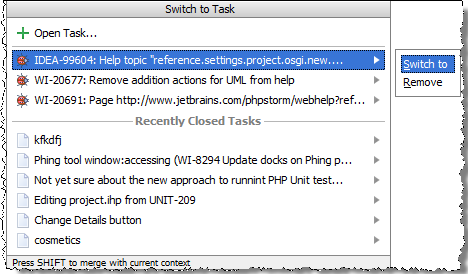 Switch to Task
Open Task...
IDEA-99604: Help topic "reference.settings.project.osgi.new....
Switch to
WI-20677: Remove addition actions for UML from help
Remove
WI-20691: Page http://www.jetbrains.com/phpstorm/webhelp?ref...
Recently Closed Tasks
kfkdfj
Phing tool window:accessing (WI-8294 Update docks on Phing p...
Not yet sure about the new approach to runnint PHP Unit test...
Editing project.ihp from UNIT-209
Change Details button
cosmetics
Press SHIFT to merge with current context